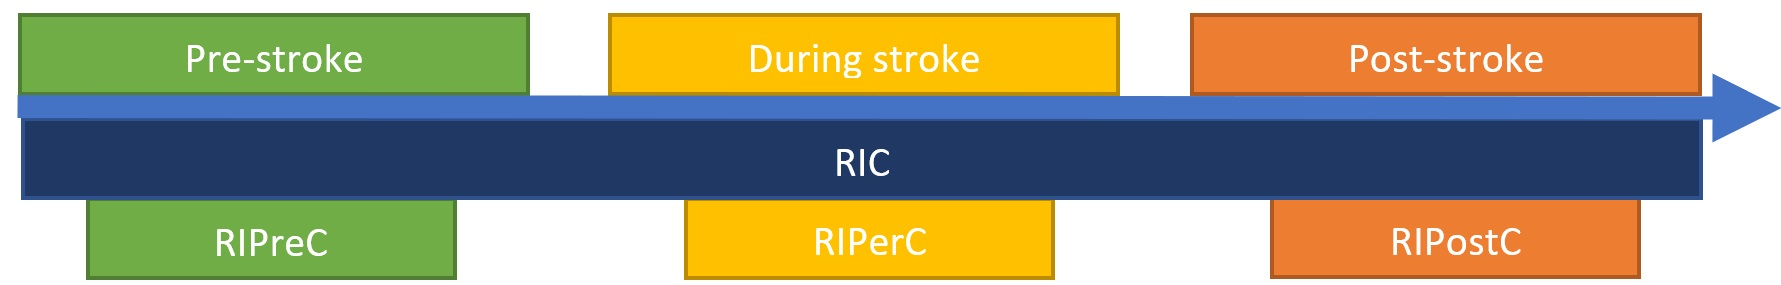 Pre-stroke
During stroke
Post-stroke
RIC
RIPreC
RIPerC
RIPostC